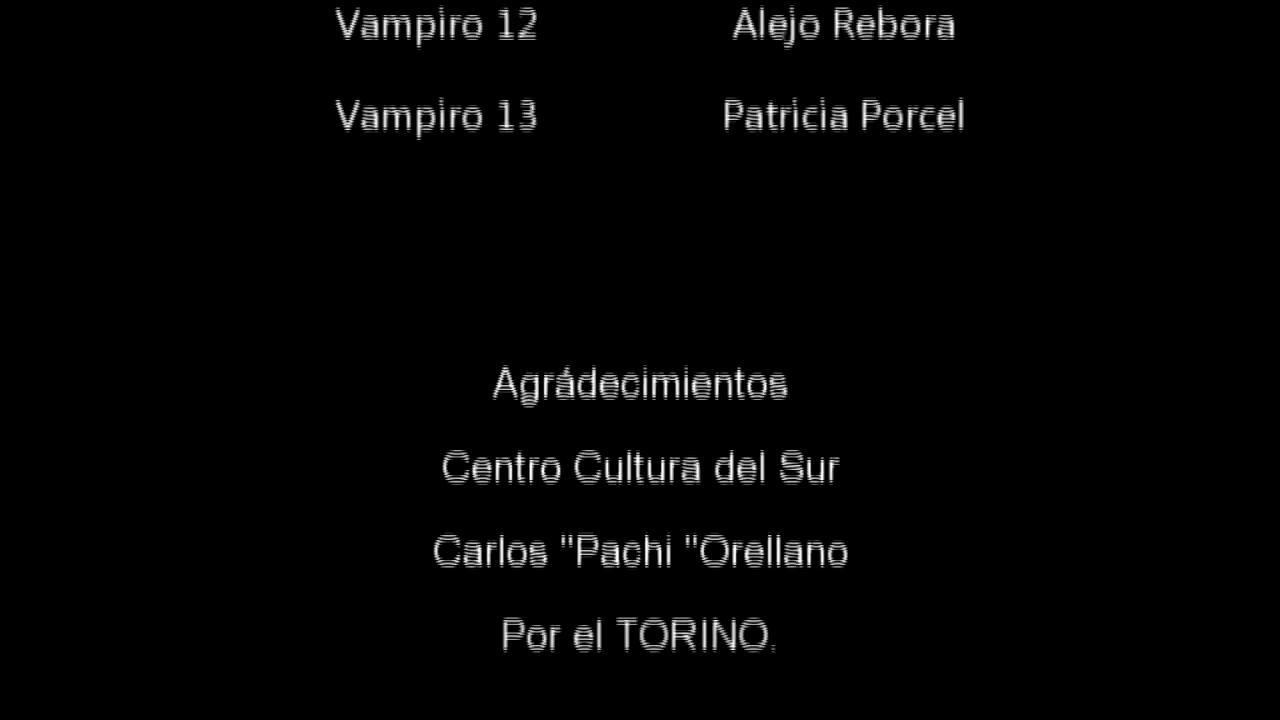 Vampiro 12 Alejo Rebora
Vampiro 13 Patricia Porcel
Agrádecimientos
Centro Cultura del Sur
Carlos "Pachi "Orellano
Por el TORINO.